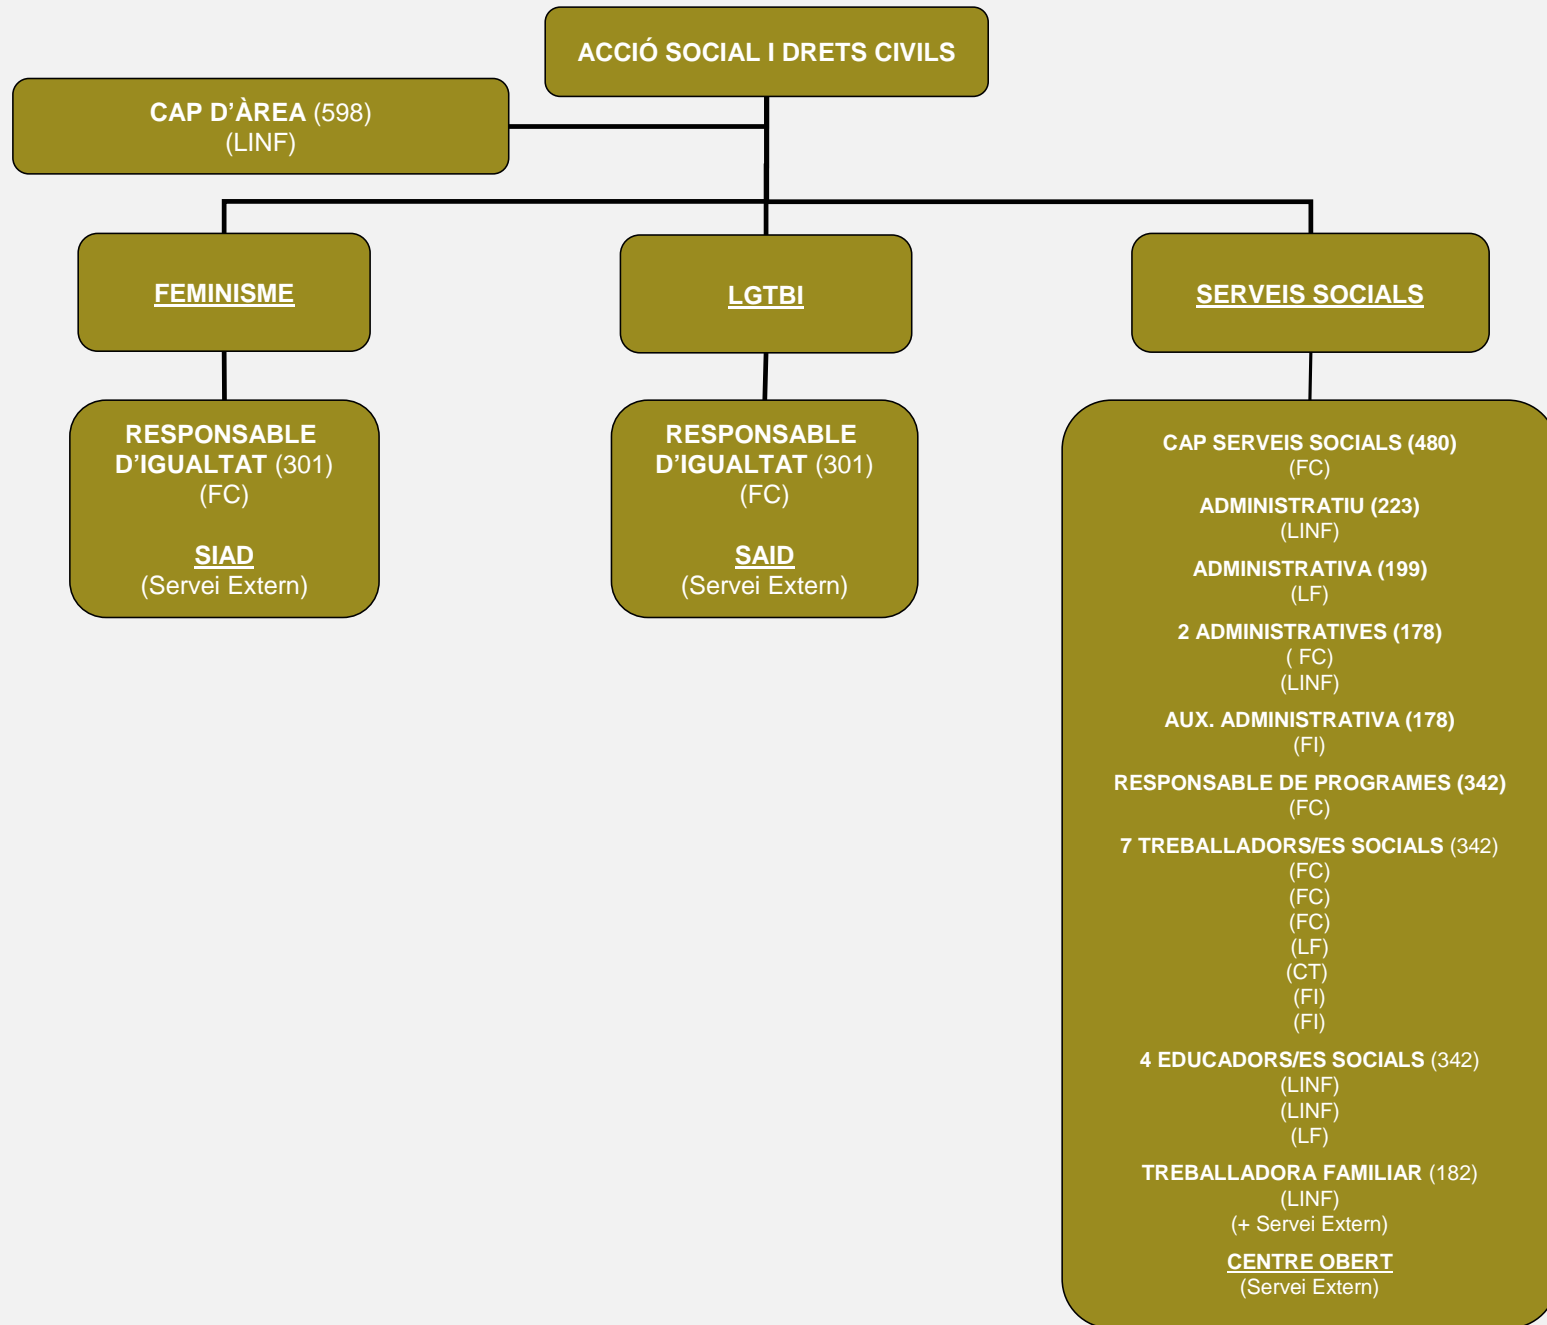 ACCIÓ SOCIAL I DRETS CIVILS
CAP D’ÀREA (598)
(LINF)
FEMINISME
LGTBI
SERVEIS SOCIALS
RESPONSABLE
D’IGUALTAT (301)
(FC)
SIAD
(Servei Extern)
RESPONSABLE
D’IGUALTAT (301)
(FC)
SAID
(Servei Extern)
CAP SERVEIS SOCIALS (480)
(FC)
ADMINISTRATIU (223)
(LINF)
ADMINISTRATIVA (199)
(LF)
2 ADMINISTRATIVES (178)
( FC)
(LINF)
AUX. ADMINISTRATIVA (178)
(FI)
RESPONSABLE DE PROGRAMES (342)
(FC)
7 TREBALLADORS/ES SOCIALS (342)
(FC)
(FC)
(FC)
(LF)
(CT)
(FI)
(FI)
4 EDUCADORS/ES SOCIALS (342)
(LINF)
(LINF)
(LF)
TREBALLADORA FAMILIAR (182)
(LINF)
(+ Servei Extern)
CENTRE OBERT
(Servei Extern)